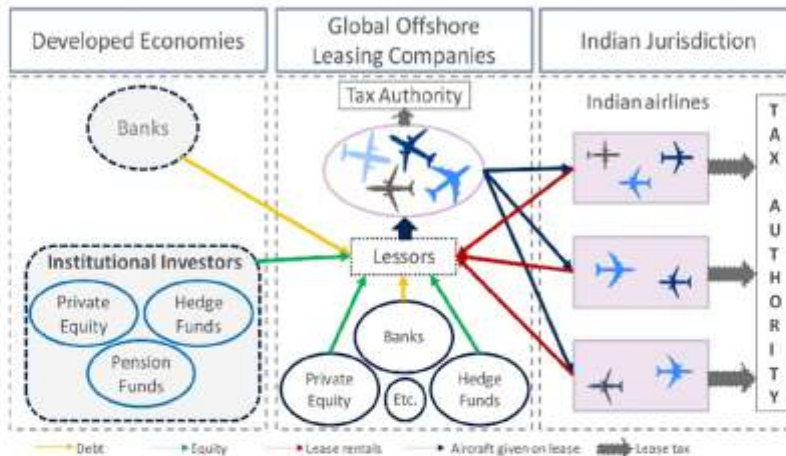 Developed Economies
Global Offshore
Leasing Companies
Indian Jurisdiction
Banks
Institutional Investors
Private
Equity
Hedge
Funds
Pension
Funds
Tax Authority
Lessors
Banks
Private
Equity
Etc.
Hedge
Funds
Indian airlines
TAX AUTHORITY
Debt
Equity
Lease rentals
Aircraft given on lease
Lease tax